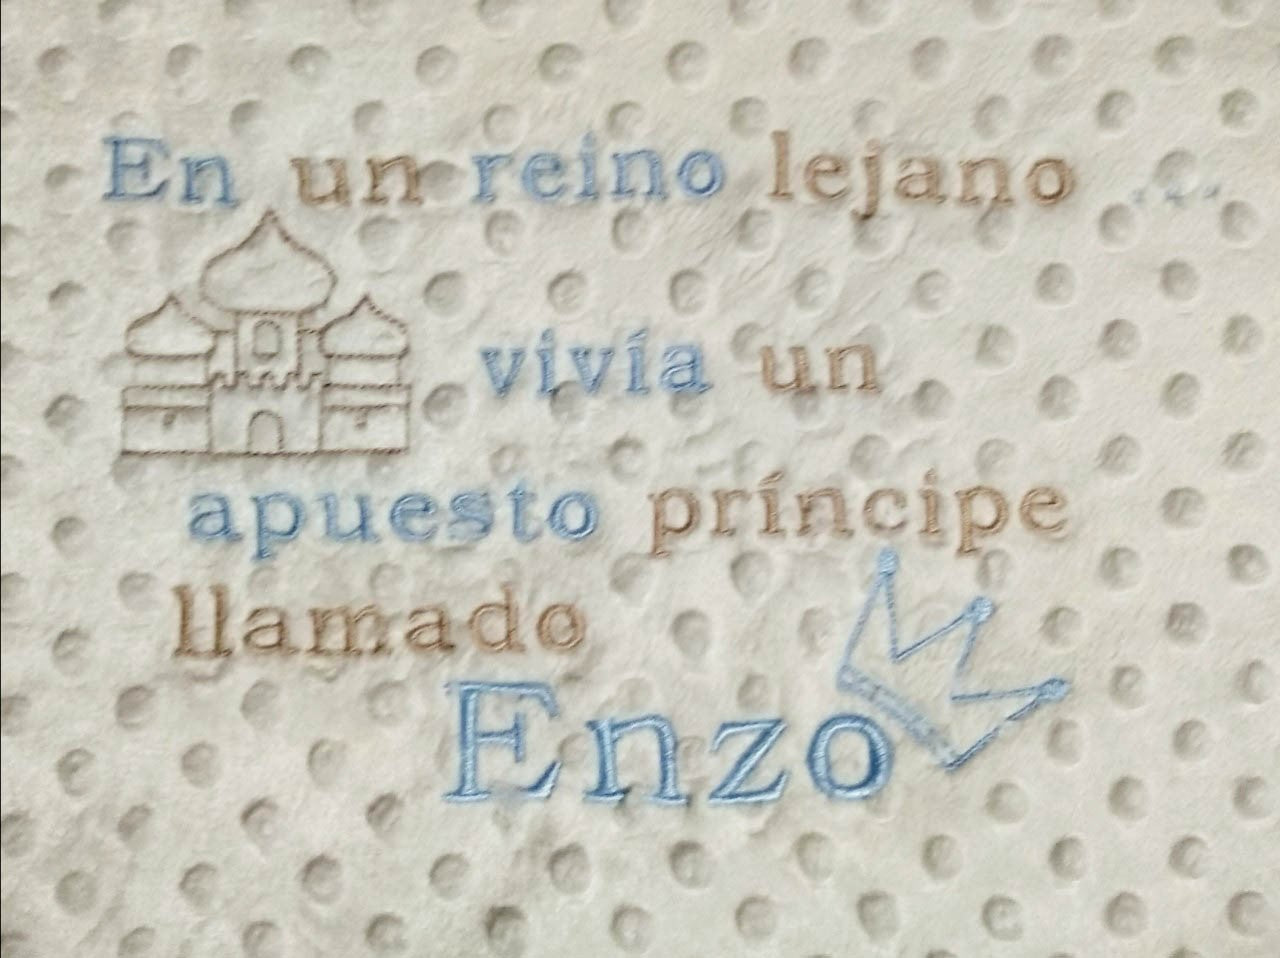 En un reino lejano ...
vivía un
apuesto príncipe
llamado
Enzo